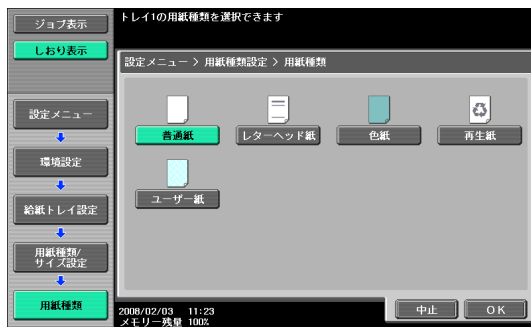 ジョブ表示
しおり表示
トレイ1の用紙種類を選択できます
設定メニュー > 用紙種類設定 > 用紙種類
設定メニュー
環境設定
給紙トレイ設定
用紙種類/
サイズ設定
用紙種類
普通紙
レターヘッド紙
色紙
再生紙
ユーザー紙
2008/02/03 11:23
メモリー残量 100%
中止
OK